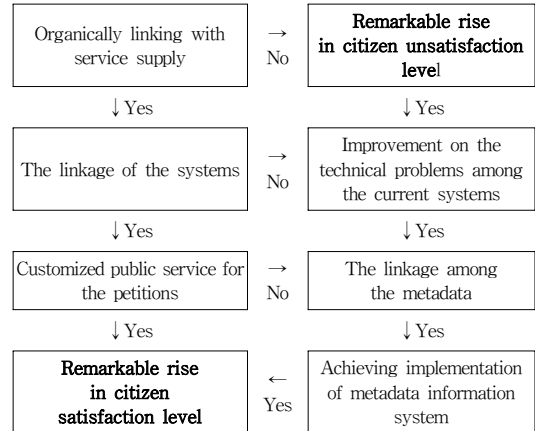 Organically linking with
service supply
→
No
Remarkable rise
in citizen unsatisfaction
level
↓Yes
↓Yes
The linkage of the systems
→
No
Improvement on the
technical problems among
the current systems
↓Yes
↓Yes
Customized public service for
the petitions
→
No
The linkage among
the metadata
↓Yes
↓Yes
Remarkable rise
in citizen
satisfaction level
←
Yes
Achieving implementation
of metadata information
system